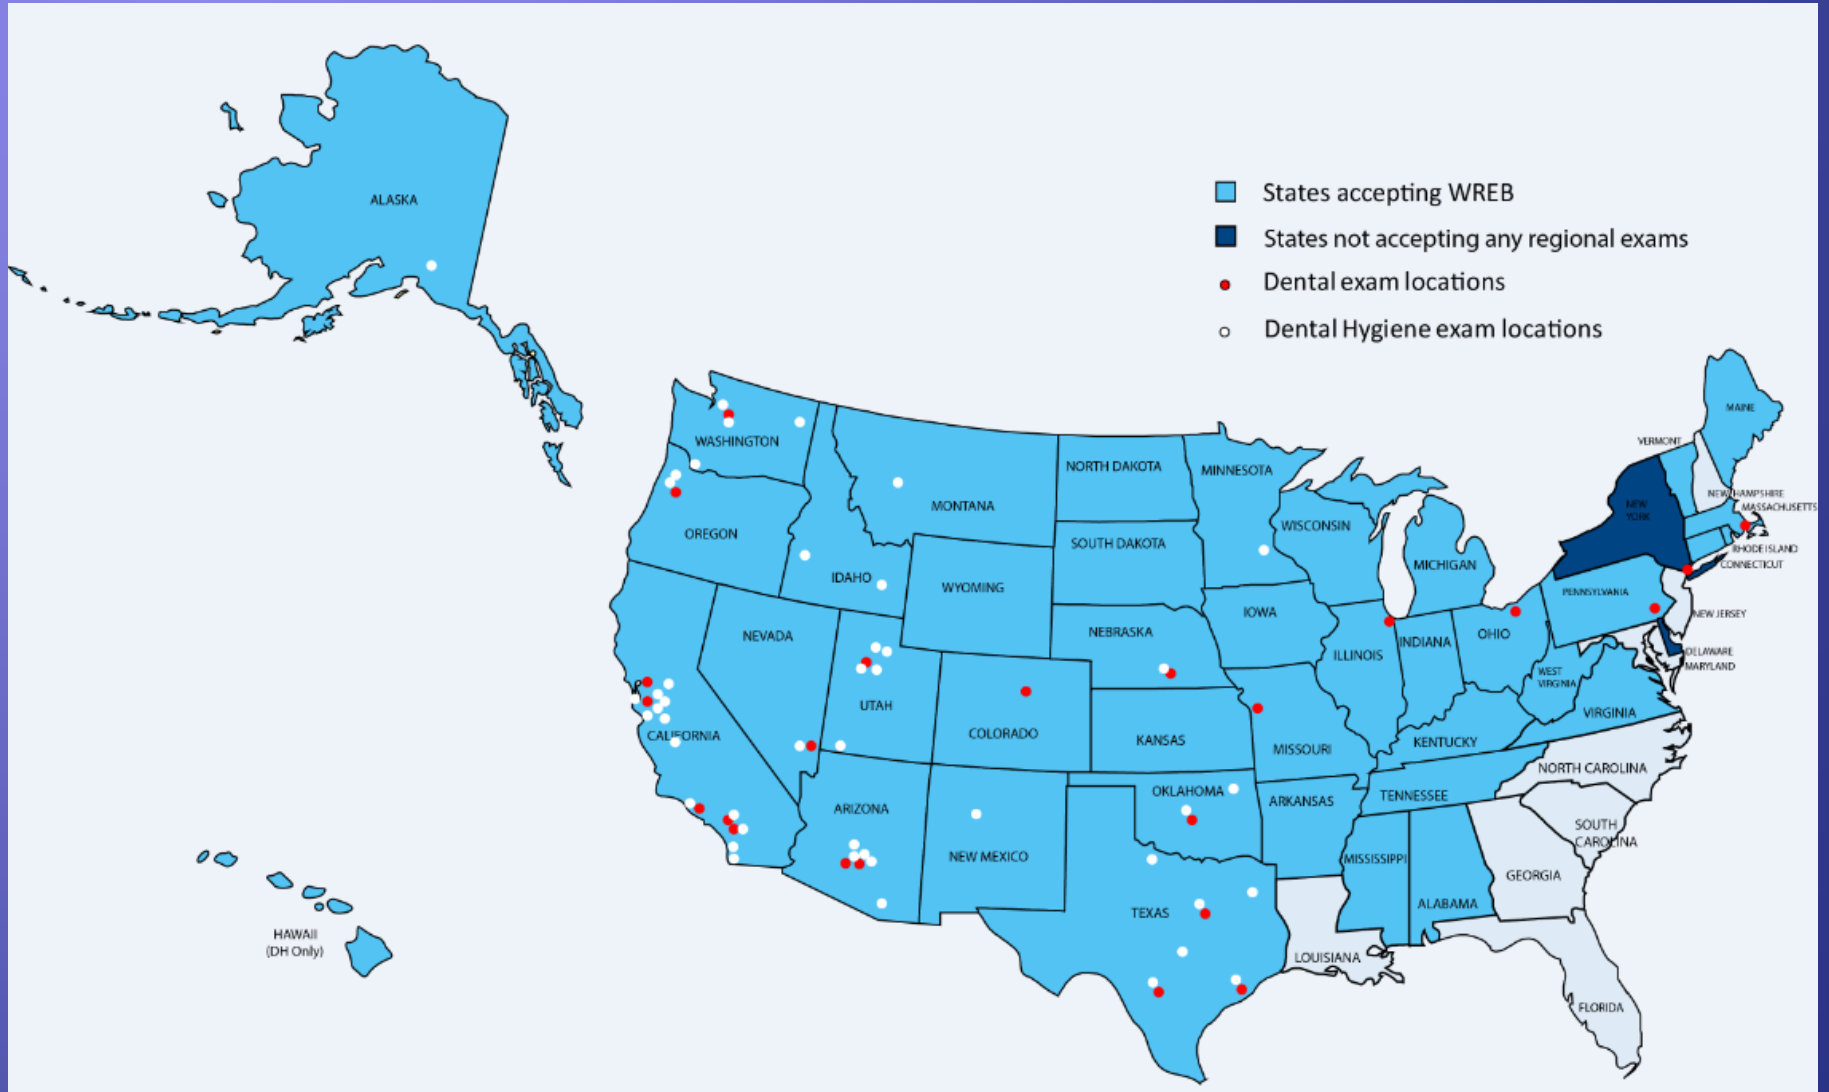 ALASKA
States accepting WREB
States not accepting any regional exams
Dental exam locations
Dental Hygiene exam locations
MAINE
VERMONT
NEW HAMPSHIRE
MASSACHUSETTS
NEW
YORK
RHODE ISLAND
CONNECTICUT
WASHINGTON
NORTH DAKOTA
MINNESOTA
MONTANA
WISCONSIN
OREGON
SOUTH DAKOTA
MICHIGAN
IDAHO
WYOMING
PENNSYLVANIA
IOWA
NEW JERSEY
NEVADA
NEBRASKA
ILLINOIS
INDIANA
OHIO
DELAWARE
MARYLAND
WEST
VIRGINIA
UTAH
VIRGINIA
CALIFORNIA
COLORADO
KANSAS
MISSOURI
KENTUCKY
NORTH CAROLINA
ARIZONA
OKLAHOMA
ARKANSAS
TENNESSEE
SOUTH
CAROLINA
NEW MEXICO
MISSISSIPPI
GEORGIA
ALABAMA
TEXAS
HAWAII
(DH Only)
LOUISIANA
FLORIDA